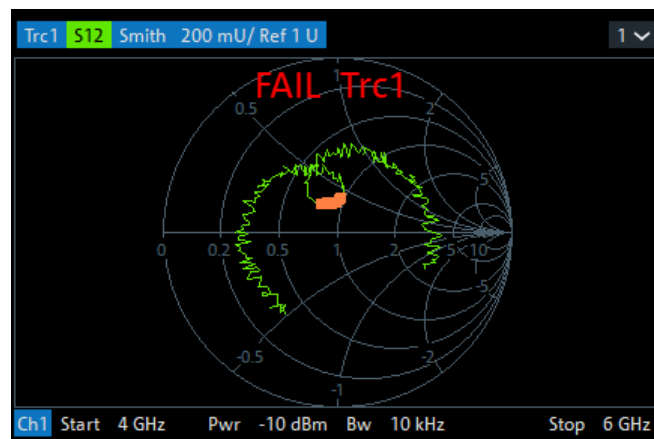 Trc1 S12 Smith 200 mU/ Ref 1 U 1
FAIL Trc1
1
0.5 2
5
0 0.2 0.5 1 2 5 10
-5
-0.5 -2
-1
Ch1 Start 4 GHz Pwr -10 dBm Bw 10 kHz Stop 6 GHz